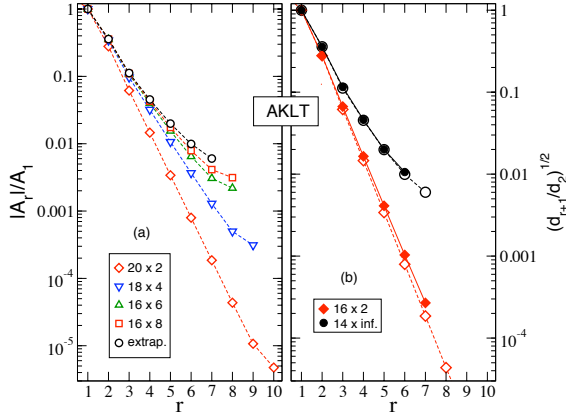 1
0.1
0.01
0.001
10^-4
10^-5
|A_r|/A_1
(a)
20 x 2
18 x 4
16 x 6
16 x 8
extrap.
1 2 3 4 5 6 7 8 9 10
r
AKLT
(b)
16 x 2
14 x inf.
1 2 3 4 5 6 7 8 9 10
r
1
0.1
0.01
0.001
10^-4
(d_{r+1}/d_2)^{1/2}